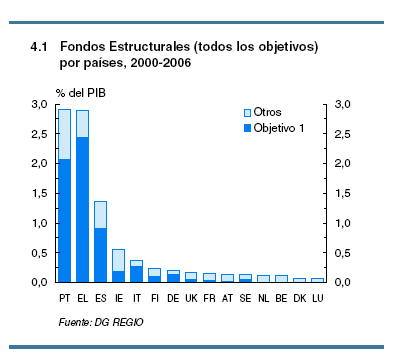 4.1 Fondos Estructurales (todos los objetivos)
por países, 2000-2006
% del PIB
3,0 3,0
Otros
2,5 2,5
Objetivo 1
2,0 2,0
1,5 1,5
1,0 1,0
0,5 0,5
0,0 0,0
PT EL ES IE IT FI DE UK FR AT SE NL BE DK LU
Fuente: DG REGIO